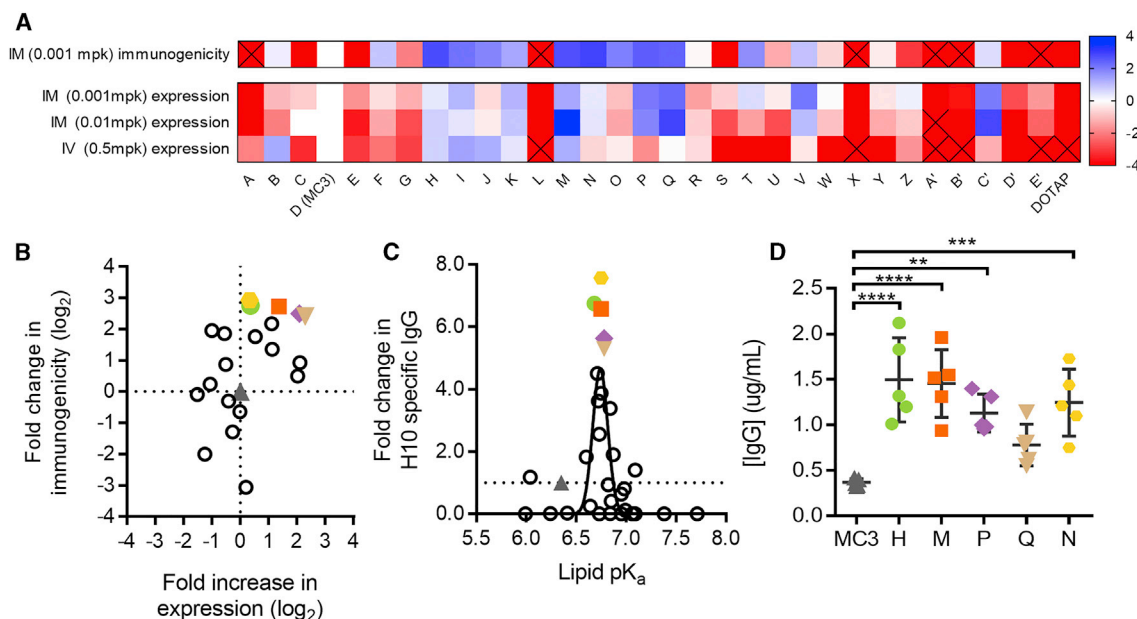 A
IM (0.001 mpk) immunogenicity
IM (0.001mpk) expression
IM (0.01mpk) expression
IV (0.5mpk) expression
A B C D (MC3) E F G H I J K L M N O P Q R S T U V W X Y Z A' B' C' D' E' DOTAP
4
2
0
-2
-4
B
Fold change in
immunogenicity (log2)
4
3
2
1
0
-1
-2
-3
-4
-4 -3 -2 -1 0 1 2 3 4
Fold increase in
expression (log2)
C
Fold change in
H10 specific IgG
8.0
6.0
4.0
2.0
0.0
5.5 6.0 6.5 7.0 7.5 8.0
Lipid pKa
D
***
**
****
****
[IgG] (ug/mL)
2.5
2.0
1.5
1.0
0.5
0.0
MC3 H M P Q N